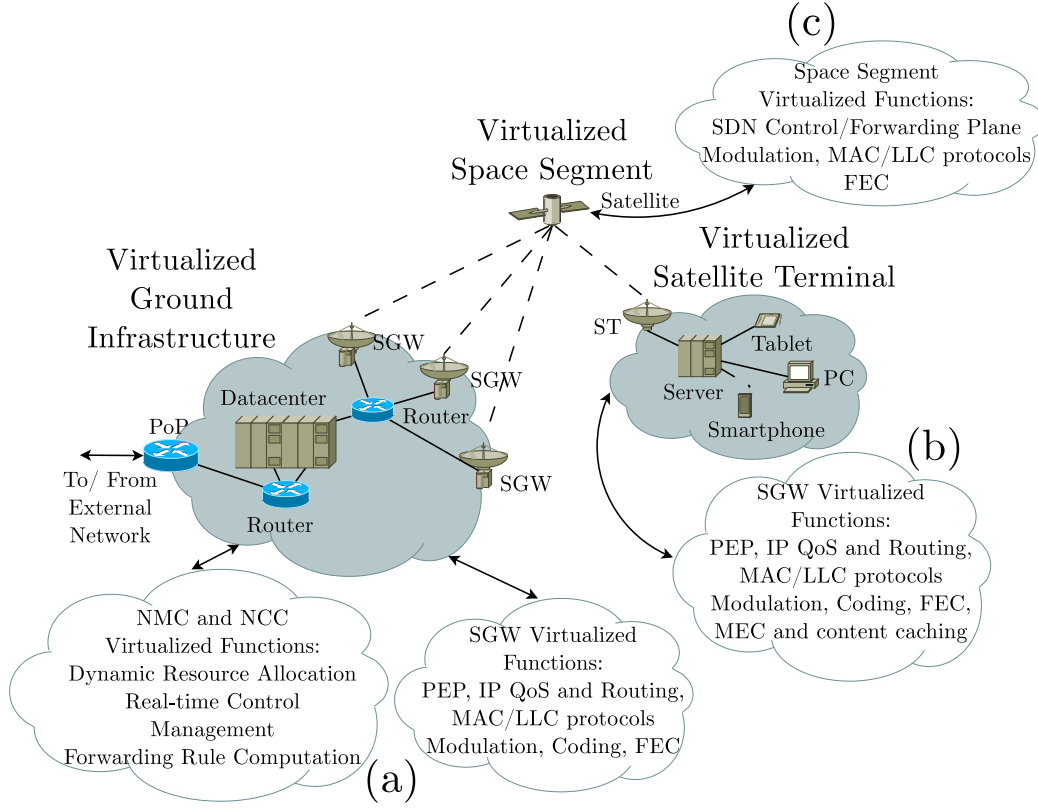 (c)
Space Segment
Virtualized Functions:
SDN Control/Forwarding Plane
Modulation, MAC/LLC protocols
FEC
Virtualized
Space Segment
Satellite
Virtualized
Satellite Terminal
ST
Tablet
Server
PC
Smartphone
Virtualized
Ground
Infrastructure
SGW
SGW
Datacenter
Router
PoP
SGW
To/ From
External
Network
Router
(b)
SGW Virtualized
Functions:
PEP, IP QoS and Routing,
MAC/LLC protocols
Modulation, Coding, FEC,
MEC and content caching
NMC and NCC
Virtualized Functions:
Dynamic Resource Allocation
Real-time Control
Management
Forwarding Rule Computation
SGW Virtualized
Functions:
PEP, IP QoS and Routing,
MAC/LLC protocols
Modulation, Coding, FEC
(a)